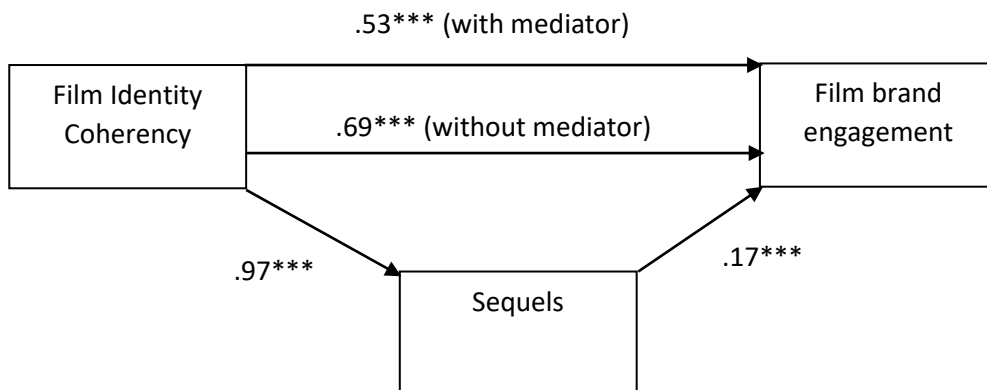 .53*** (with mediator)
Film Identity
Coherency
Film brand
engagement
.69*** (without mediator)
.97***
.17***
Sequels